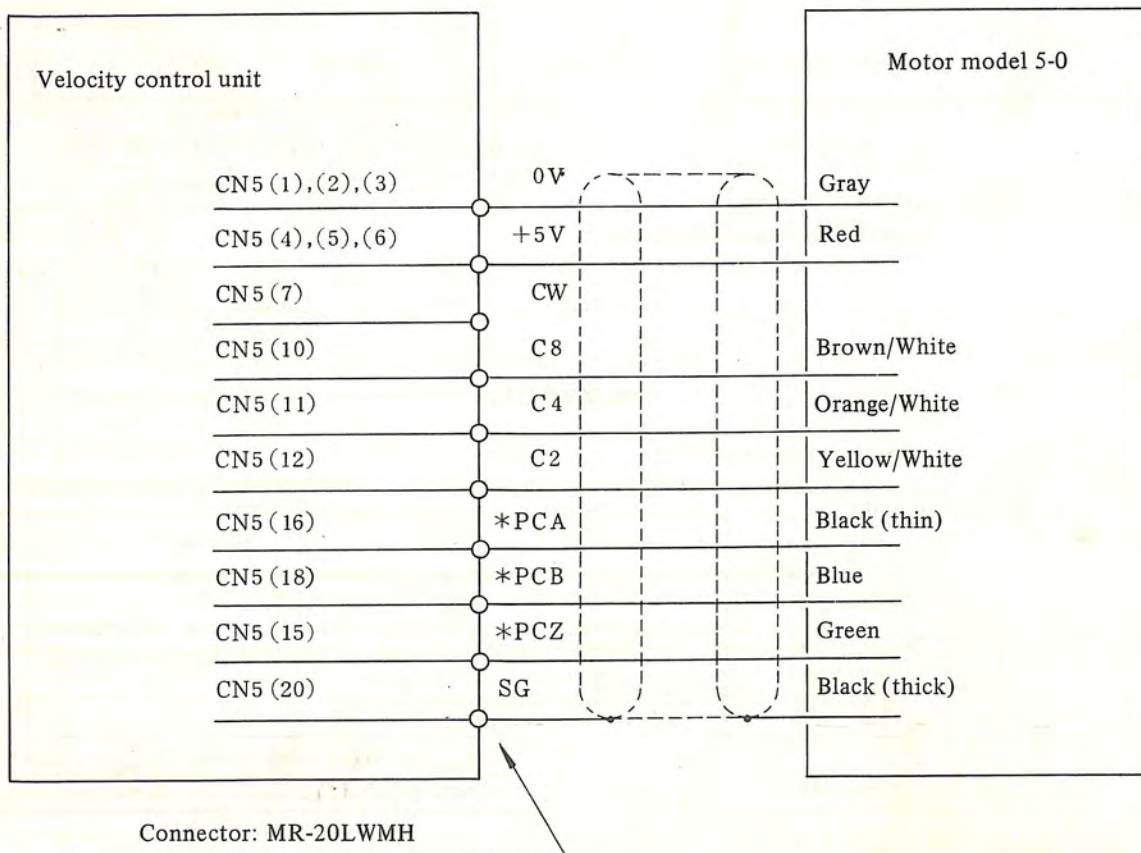 Velocity control unit
Motor model 5-0
CN5 (1),(2),(3) 0V Gray
CN5 (4),(5),(6) +5V Red
CN5 (7) CW
CN5 (10) C8 Brown/White
CN5 (11) C4 Orange/White
CN5 (12) C2 Yellow/White
CN5 (16) *PCA Black (thin)
CN5 (18) *PCB Blue
CN5 (15) *PCZ Green
CN5 (20) SG Black (thick)
Connector: MR-20LWMH